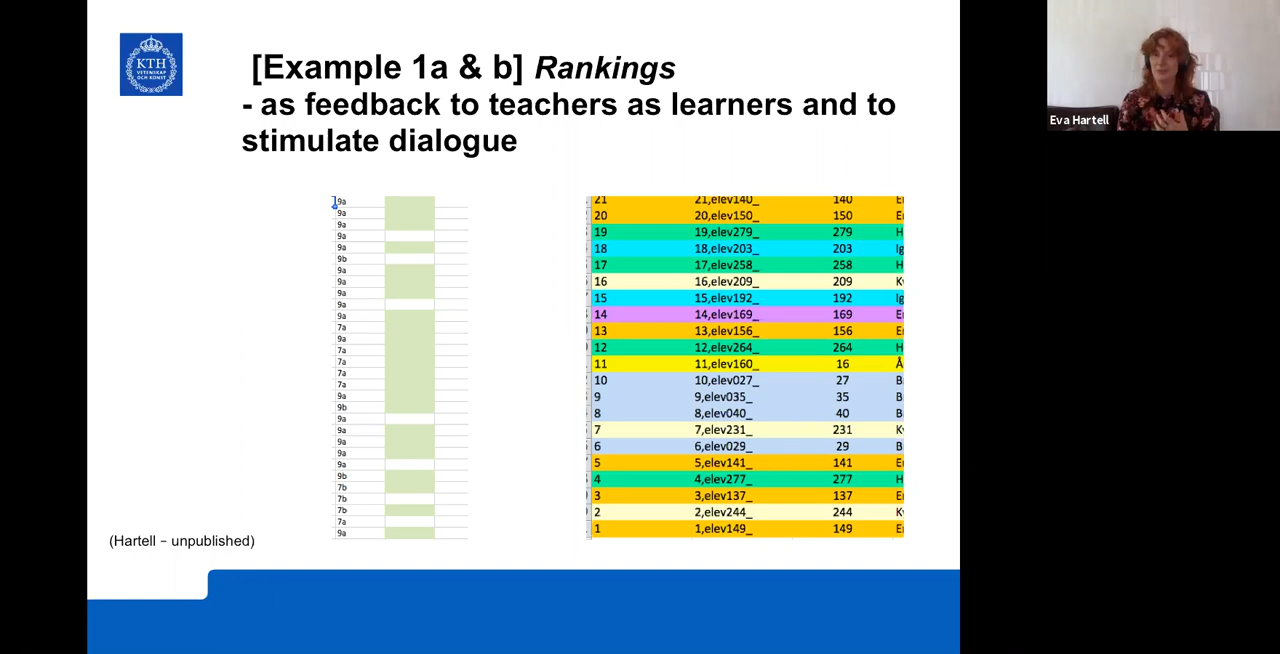 KTH
VETENSKAP
OCH KONST
[Example 1a & b] Rankings
- as feedback to teachers as learners and to
stimulate dialogue
Eva Hartell
9a
9a
9a
9a
9a
9b
9a
9a
9a
9a
9a
7a
9a
7a
7a
7a
7a
9a
9b
9a
9a
9a
9a
9a
9b
7b
7b
7b
7a
9a
21 21,elev140_ 140 E
20 20,elev150_ 150 E
19 19,elev279_ 279 H
18 18,elev203_ 203 Ig
17 17,elev258_ 258 H
16 16,elev209_ 209 K
15 15,elev192_ 192 Ig
14 14,elev169_ 169 E
13 13,elev156_ 156 E
12 12,elev264_ 264 H
11 11,elev160_ 16 Å
10 10,elev027_ 27 B
9 9,elev035_ 35 B
8 8,elev040_ 40 B
7 7,elev231_ 231 K
6 6,elev029_ 29 B
5 5,elev141_ 141 E
4 4,elev277_ 277 H
3 3,elev137_ 137 E
2 2,elev244_ 244 K
1 1,elev149_ 149 E
(Hartell – unpublished)